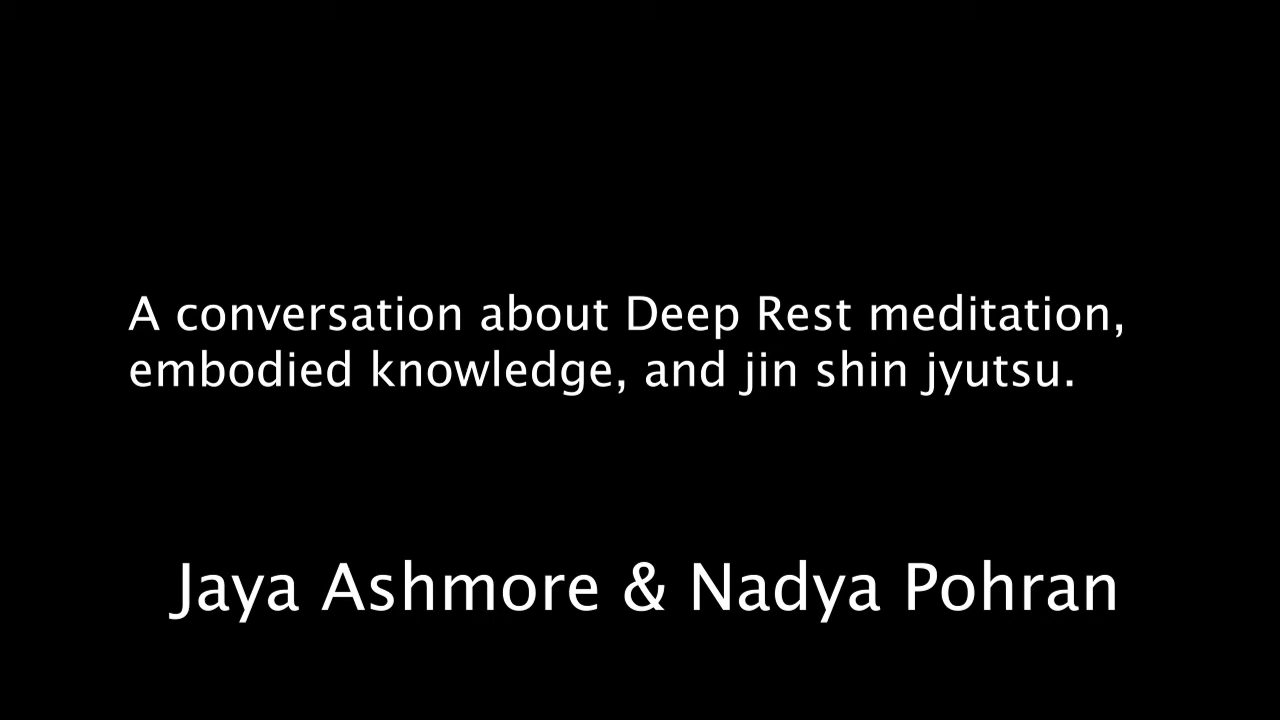 A conversation about Deep Rest meditation,
embodied knowledge, and jin shin jyutsu.
Jaya Ashmore & Nadya Pohran